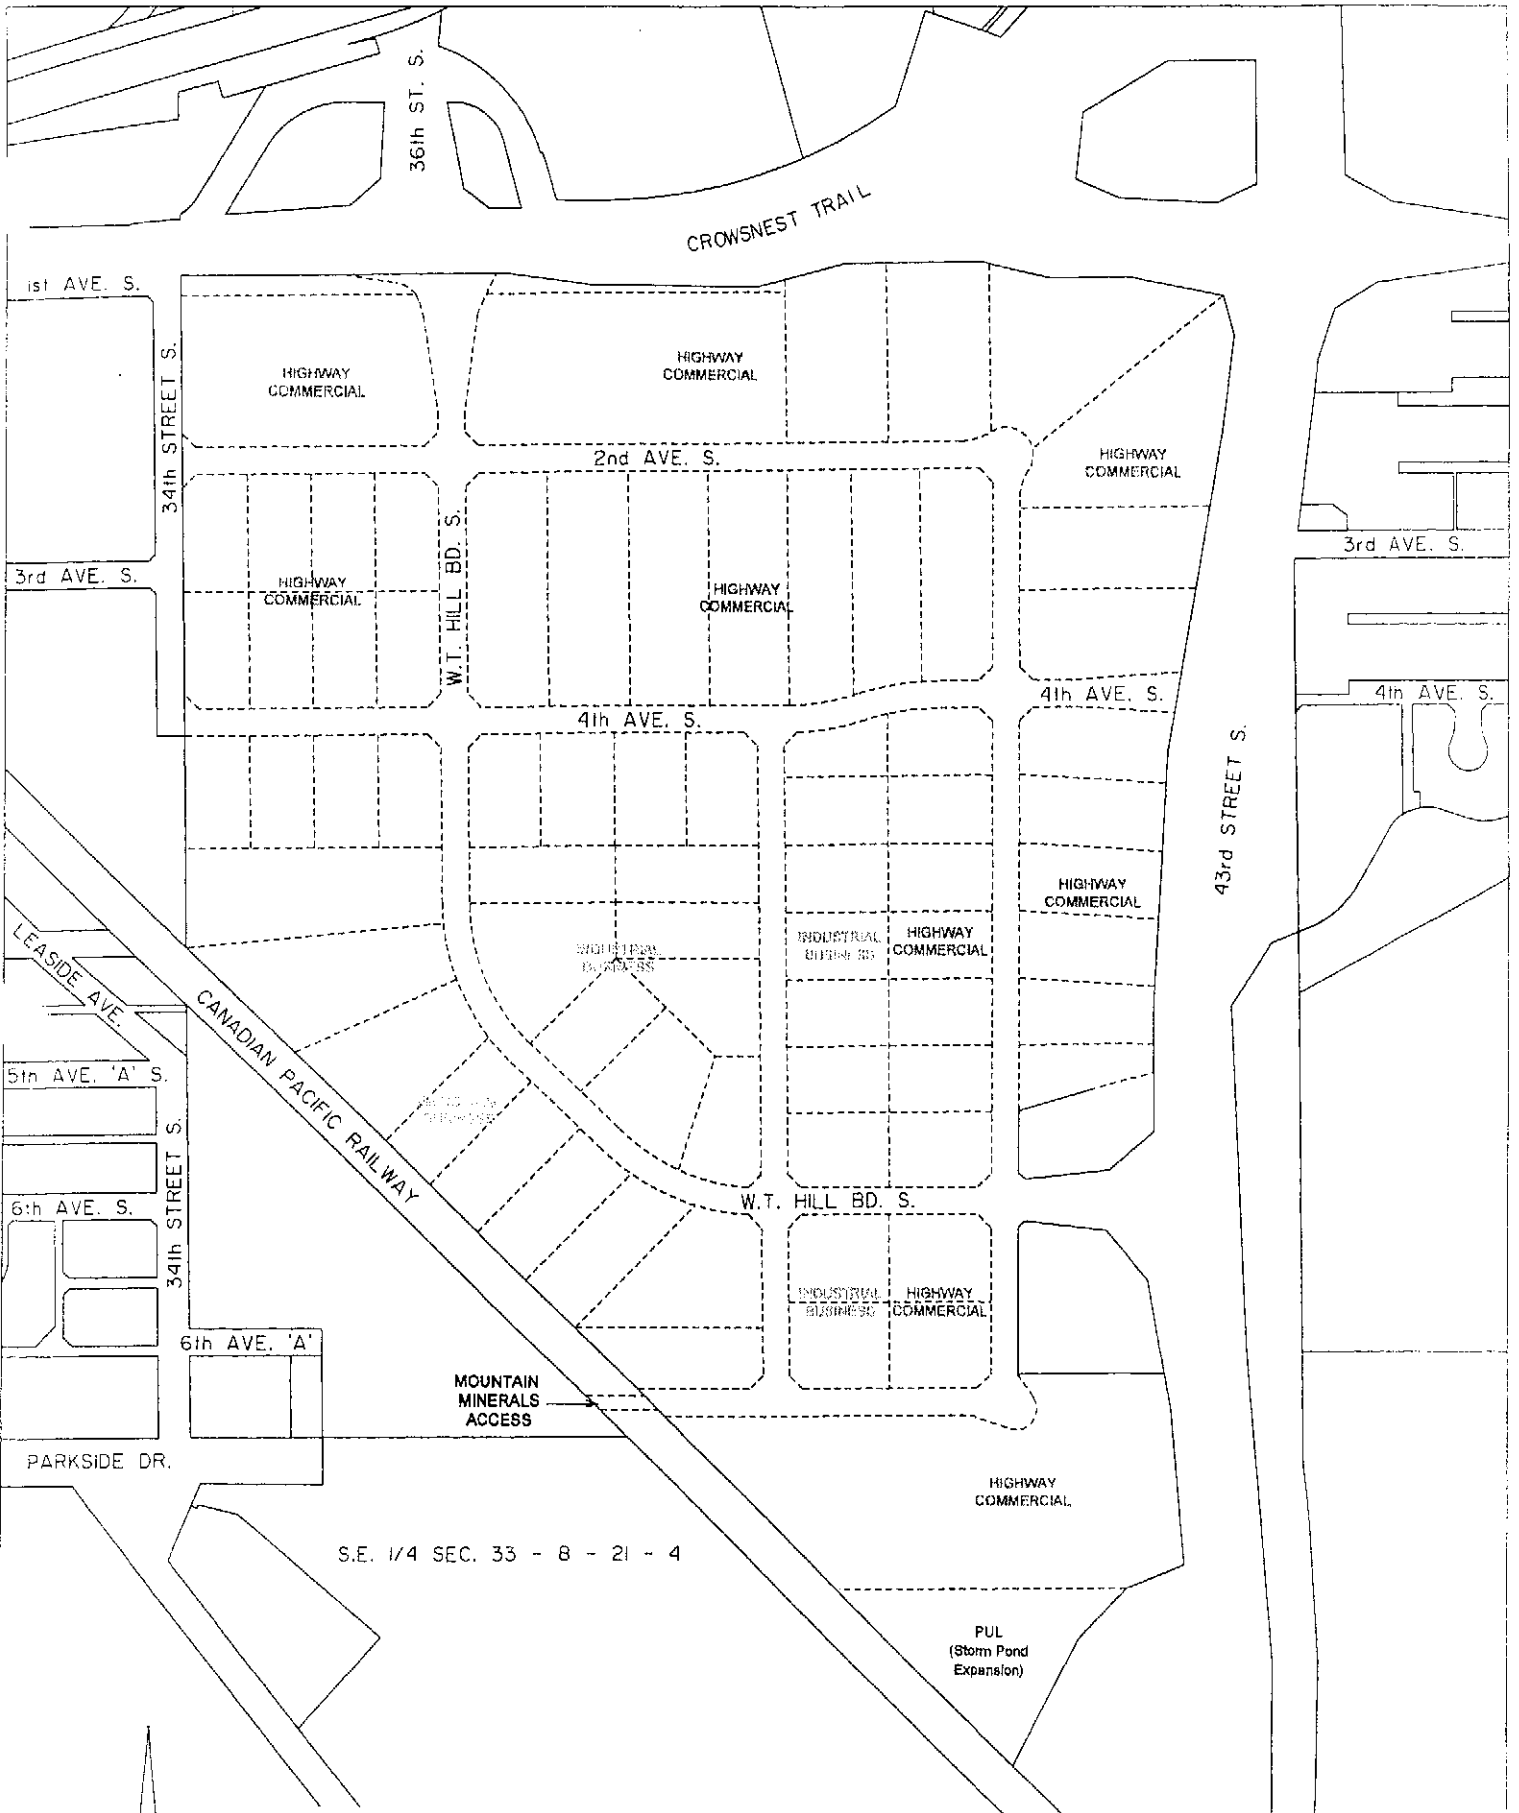 36th ST. S.
CROWSNEST TRAIL
ist AVE. S.
34th STREET S.
HIGHWAY
COMMERCIAL
HIGHWAY
COMMERCIAL
2nd AVE. S.
HIGHWAY
COMMERCIAL
W.T. HILL BD. S.
3rd AVE. S.
3rd AVE. S.
HIGHWAY
COMMERCIAL
HIGHWAY
COMMERCIAL
4th AVE. S.
4th AVE. S.
4th AVE. S.
43rd STREET S.
HIGHWAY
COMMERCIAL
INDUSTRIAL
BUSINESS
INDUSTRIAL
BUSINESS
HIGHWAY
COMMERCIAL
LEASIDE AVE.
CANADIAN PACIFIC RAILWAY
5th AVE. 'A' S.
34th STREET S.
6th AVE. S.
W.T. HILL BD. S.
INDUSTRIAL
BUSINESS
HIGHWAY
COMMERCIAL
6th AVE. 'A'
MOUNTAIN
MINERALS
ACCESS
PARKSIDE DR.
HIGHWAY
COMMERCIAL
S.E. 1/4 SEC. 33 - 8 - 21 - 4
PUL
(Storm Pond
Expansion)